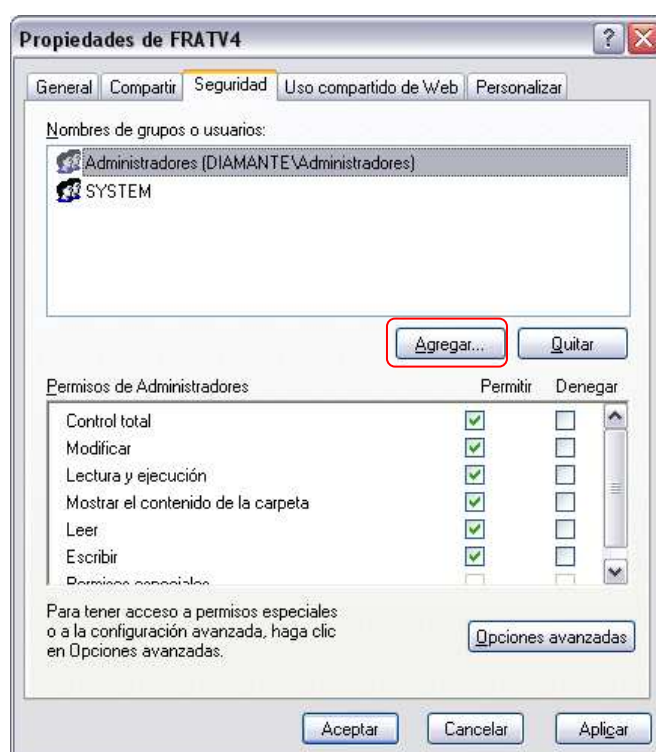 Propiedades de FRATV4
General Compartir Seguridad Uso compartido de Web Personalizar
Nombres de grupos o usuarios:
Administradores (DIAMANTE\Administradores)
SYSTEM
Agregar... Quitar
Permisos de Administradores Permitir Denegar
Control total
Modificar
Lectura y ejecución
Mostrar el contenido de la carpeta
Leer
Escribir
Permisos especiales
Para tener acceso a permisos especiales
o a la configuración avanzada, haga clic
en Opciones avanzadas.
Opciones avanzadas
Aceptar Cancelar Aplicar